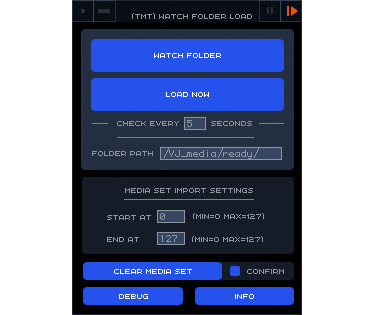 (TMT) WATCH FOLDER LOAD
WATCH FOLDER
LOAD NOW
CHECK EVERY 5 SECONDS
FOLDER PATH /VJ_media/ready/
MEDIA SET IMPORT SETTINGS
START AT 0 (MIN=0 MAX=127)
END AT 127 (MIN=0 MAX=127)
CLEAR MEDIA SET CONFIRM
DEBUG INFO